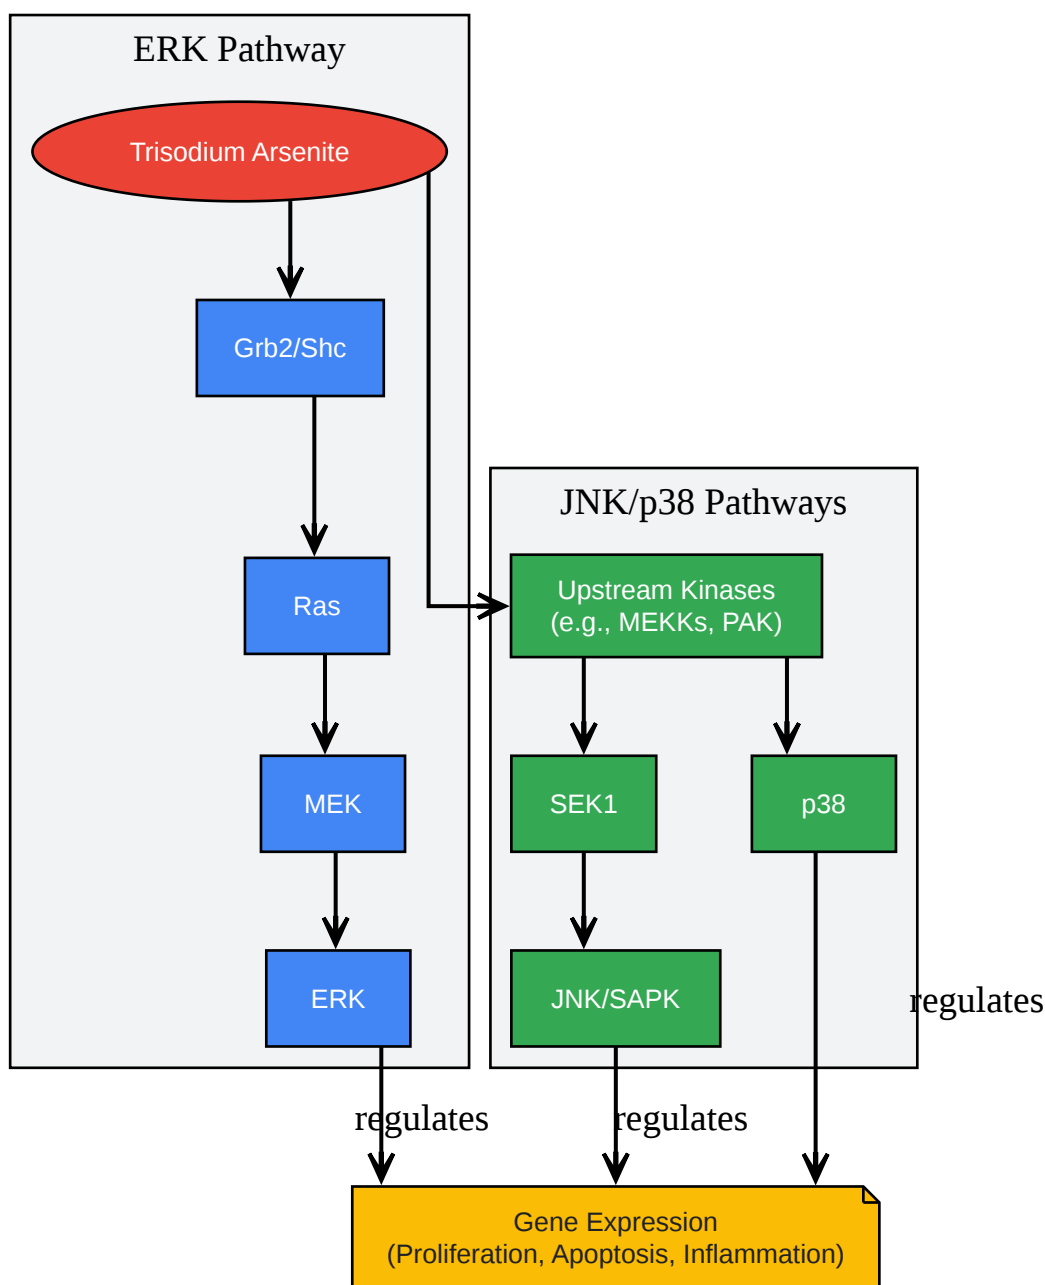 ERK Pathway
Trisodium Arsenite
Grb2/Shc
JNK/p38 Pathways
Ras
Upstream Kinases
(e.g., MEKKs, PAK)
MEK
SEK1
p38
ERK
JNK/SAPK
regulates
regulates
regulates
Gene Expression
(Proliferation, Apoptosis, Inflammation)